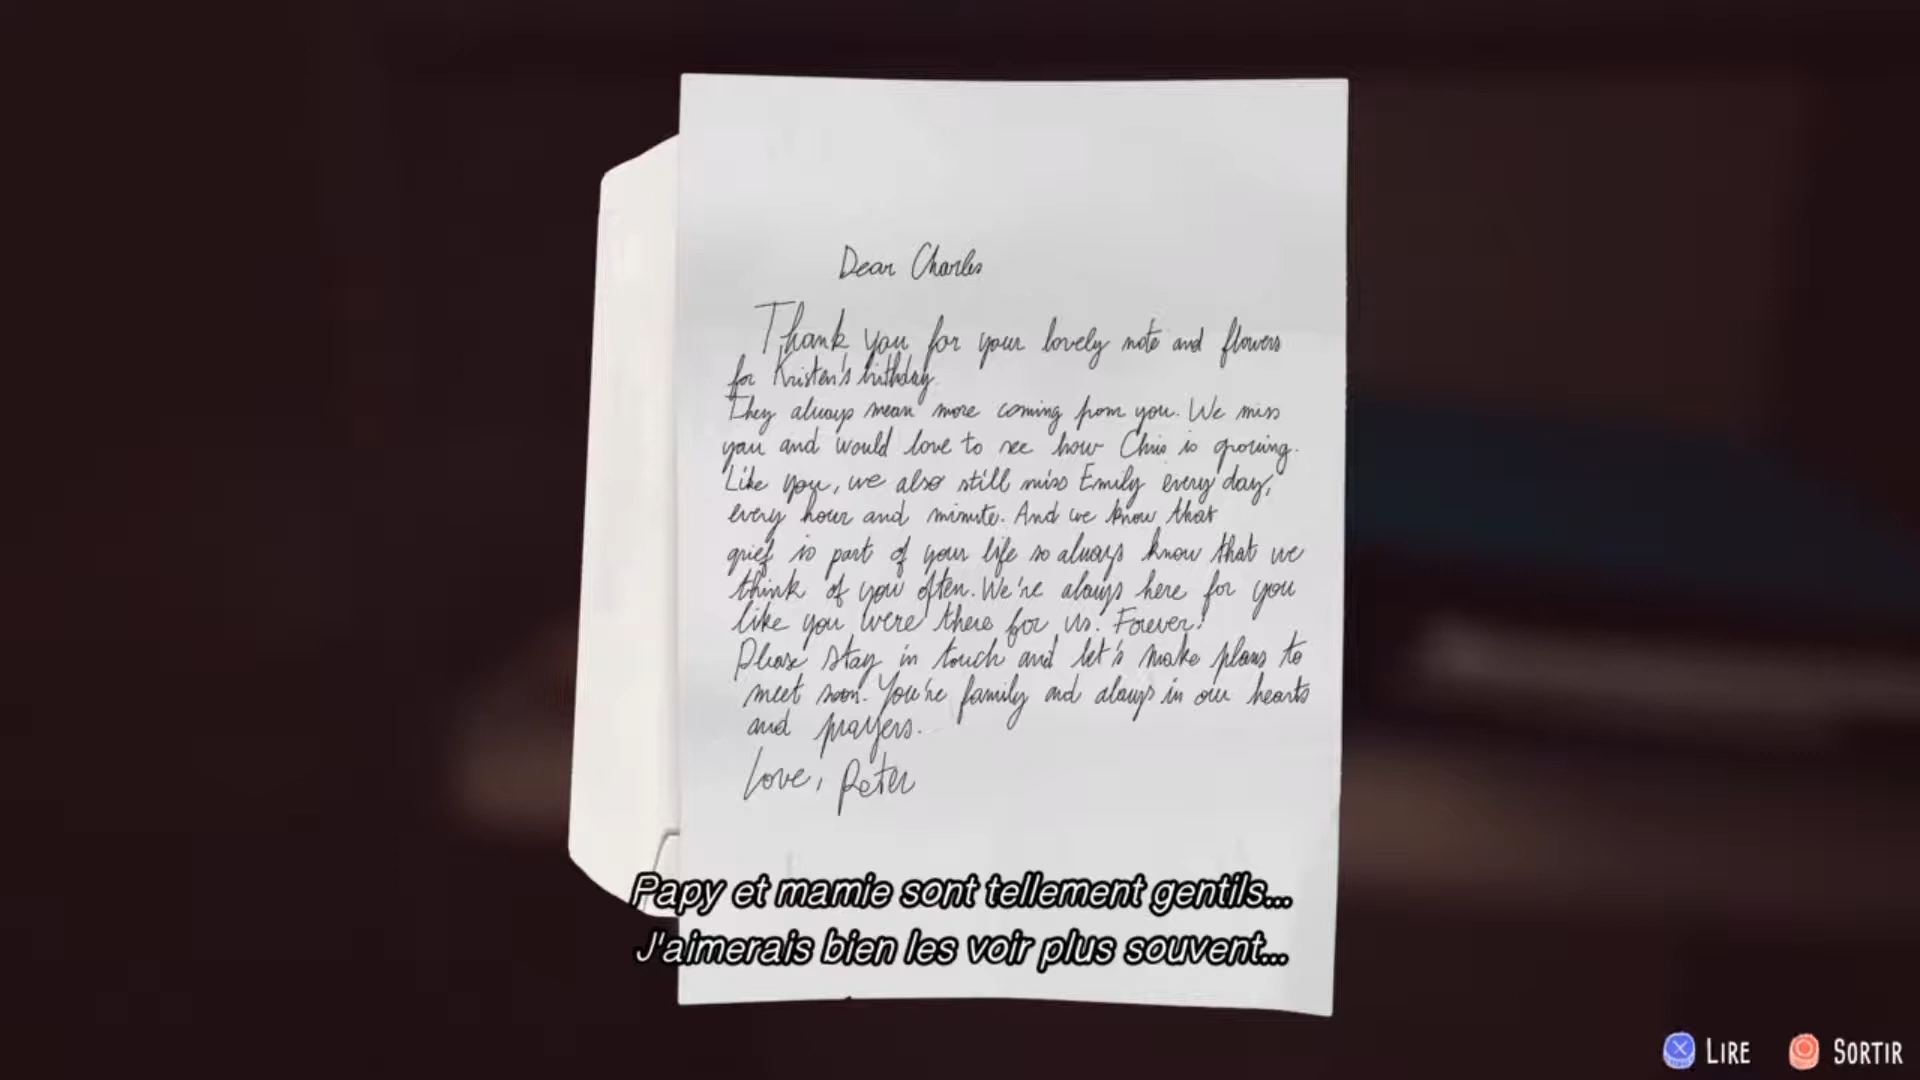 Dear Charles
Thank you for your lovely note and flowers
for Kristen's birthday.
They always mean more coming from you. We miss
you and would love to see how Chris is growing.
Like you, we also still miss Emily every day,
every hour and minute. And we know that
grief is part of your life so always know that we
think of you often. We're always here for you
like you were there for us. Forever!
Please stay in touch and let's make plans to
meet soon. You're family and always in our hearts
and prayers.
Love, Peter
Papy et mamie sont tellement gentils...
J'aimerais bien les voir plus souvent...
LIRE SORTIR